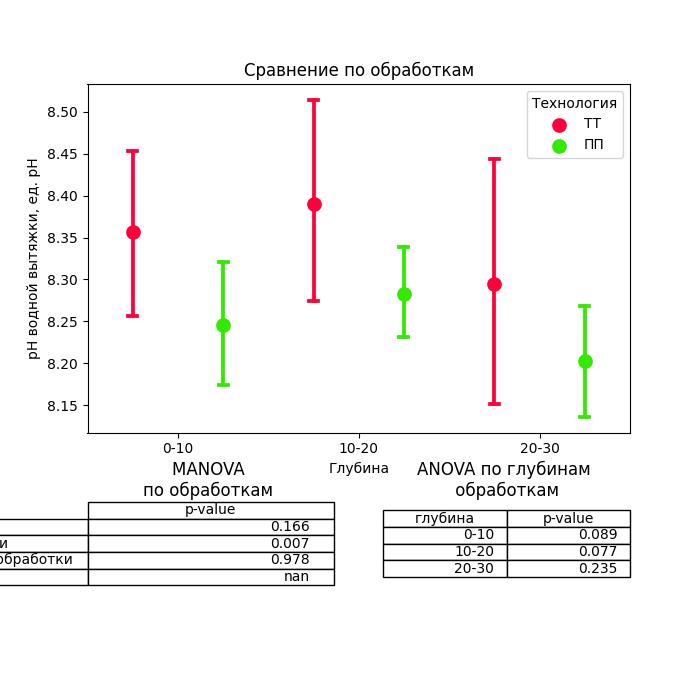 Сравнение по обработкам
рН водной вытяжки, ед. рН
8.50
8.45
8.40
8.35
8.30
8.25
8.20
8.15
Технология
ТТ
ПП
0-10
10-20
20-30
Глубина
MANOVA
по обработкам
p-value
0.166
и 0.007
обработки 0.978
nan
ANOVA по глубинам
обработкам
глубина p-value
0-10 0.089
10-20 0.077
20-30 0.235